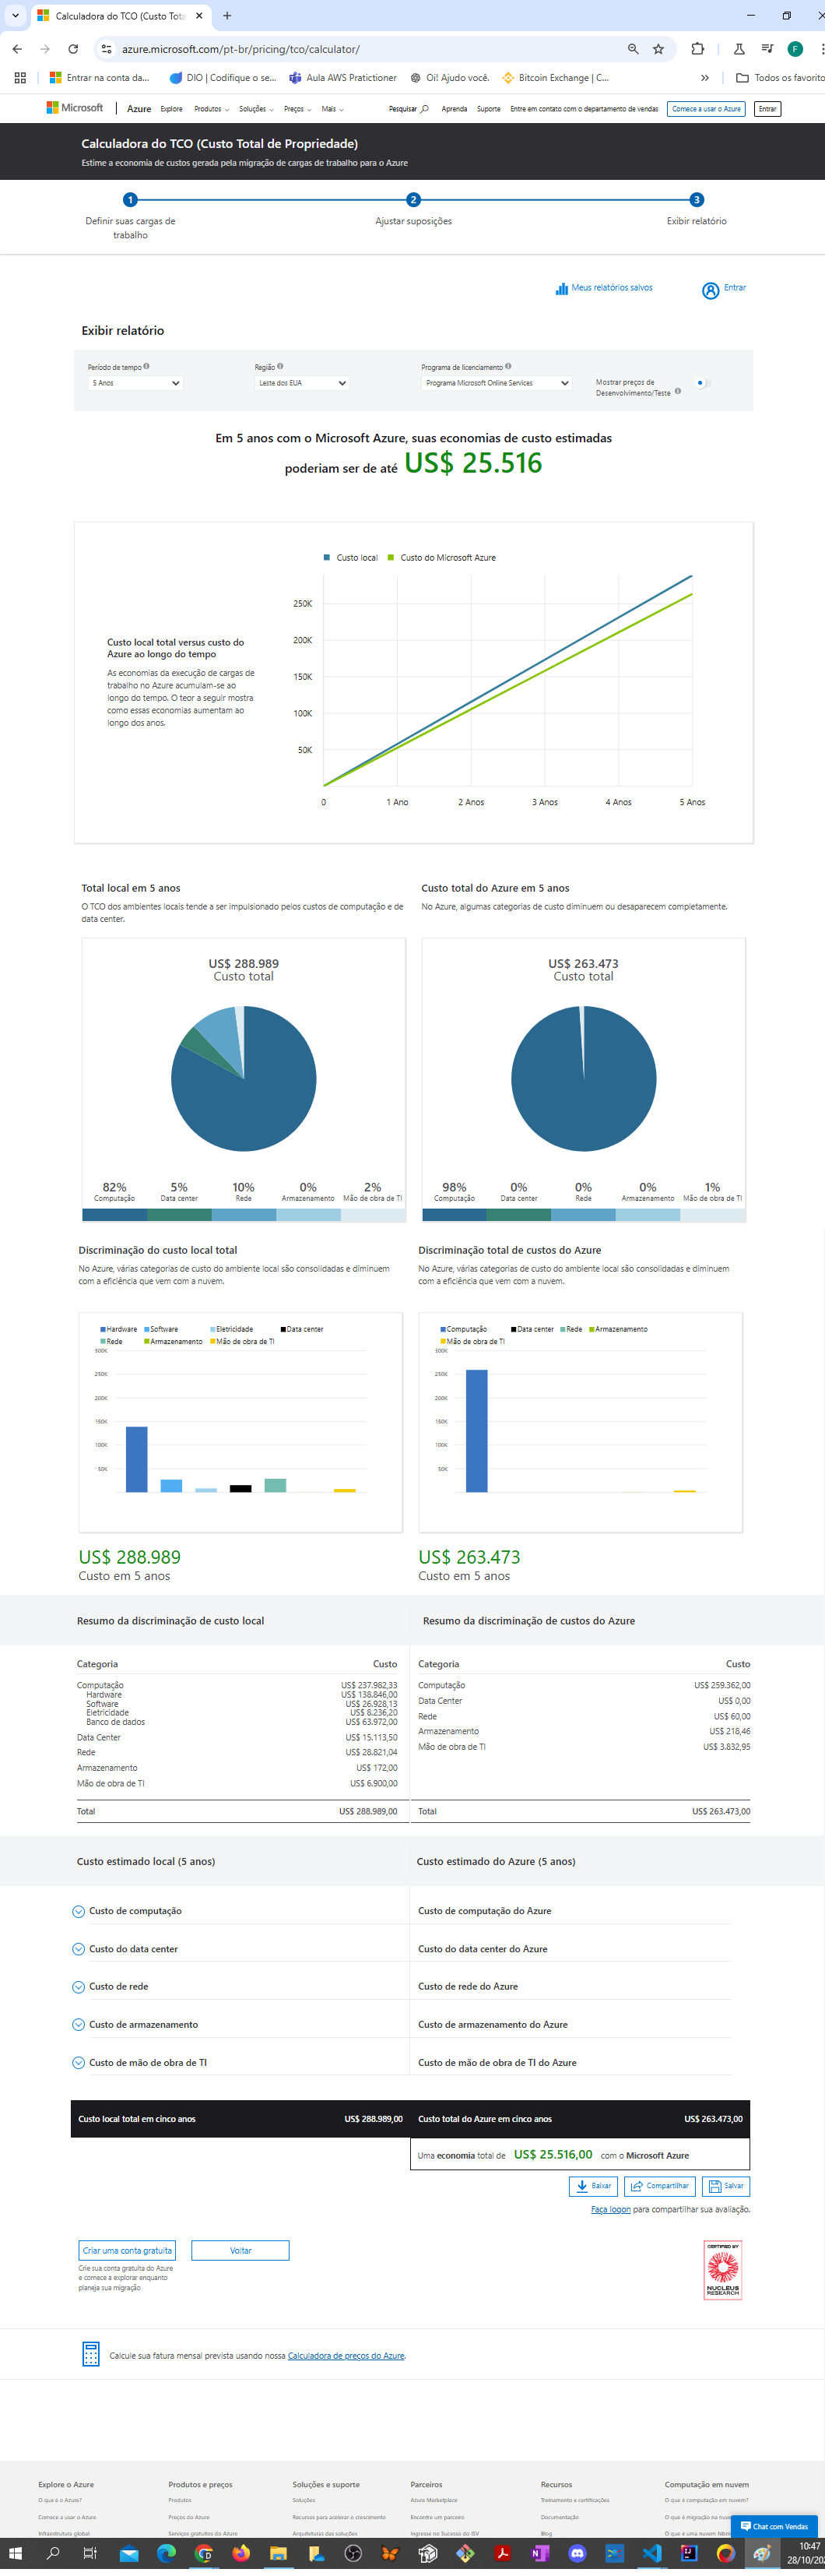 Calculadora do TCO (Custo Tota
azure.microsoft.com/pt-br/pricing/tco/calculator/
F
Entrar na conta da... DIO | Codifique o se... Aula AWS Pratictioner Oi! Ajudo você. Bitcoin Exchange | C... » Todos os favorito
Microsoft Azure Explore Produtos Soluções Preços Mais Pesquisar Aprenda Suporte Entre em contato com o departamento de vendas Comece a usar o Azure Entrar
Calculadora do TCO (Custo Total de Propriedade)
Estime a economia de custos gerada pela migração de cargas de trabalho para o Azure
1 2 3
Definir suas cargas de trabalho
Ajustar suposições
Exibir relatório
Meus relatórios salvos Entrar
Exibir relatório
Período de tempo Região Programa de licenciamento
5 Anos Leste dos EUA Programa Microsoft Online Services
Mostrar preços de
Desenvolvimento/Teste
Em 5 anos com o Microsoft Azure, suas economias de custo estimadas
poderiam ser de até US$ 25.516
Custo local Custo do Microsoft Azure
Custo local total versus custo do
Azure ao longo do tempo
As economias da execução de cargas de
trabalho no Azure acumulam-se ao
longo do tempo. O teor a seguir mostra
como essas economias aumentam ao
longo dos anos.
250K
200K
150K
100K
50K
0 1 Ano 2 Anos 3 Anos 4 Anos 5 Anos
Total local em 5 anos
O TCO dos ambientes locais tende a ser impulsionado pelos custos de computação e de
data center.
US$ 288.989
Custo total
82% 5% 10% 0% 2%
Computação Data center Rede Armazenamento Mão de obra de TI
Custo total do Azure em 5 anos
No Azure, algumas categorias de custo diminuem ou desaparecem completamente.
US$ 263.473
Custo total
98% 0% 0% 0% 1%
Computação Data center Rede Armazenamento Mão de obra de TI
Discriminação do custo local total
No Azure, várias categorias de custo do ambiente local são consolidadas e diminuem
com a eficiência que vem com a nuvem.
Hardware Software Eletricidade Data center
Rede Armazenamento Mão de obra de TI
300K
250K
200K
150K
100K
50K
US$ 288.989
Custo em 5 anos
Discriminação total de custos do Azure
No Azure, várias categorias de custo do ambiente local são consolidadas e diminuem
com a eficiência que vem com a nuvem.
Computação Data center Rede Armazenamento
Mão de obra de TI
300K
250K
200K
150K
100K
50K
US$ 263.473
Custo em 5 anos
Resumo da discriminação de custo local
Categoria Custo
Computação US$ 237.982,33
Hardware US$ 138.846,00
Software US$ 26.928,13
Eletricidade US$ 8.236,20
Banco de dados US$ 63.972,00
Data Center US$ 15.113,50
Rede US$ 28.821,04
Armazenamento US$ 172,00
Mão de obra de TI US$ 6.900,00
Total US$ 288.989,00
Resumo da discriminação de custos do Azure
Categoria Custo
Computação US$ 259.362,00
Data Center US$ 0,00
Rede US$ 60,00
Armazenamento US$ 218,46
Mão de obra de TI US$ 3.832,95
Total US$ 263.473,00
Custo estimado local (5 anos) Custo estimado do Azure (5 anos)
Custo de computação Custo de computação do Azure
Custo do data center Custo do data center do Azure
Custo de rede Custo de rede do Azure
Custo de armazenamento Custo de armazenamento do Azure
Custo de mão de obra de TI Custo de mão de obra de TI do Azure
Custo local total em cinco anos US$ 288.989,00 Custo total do Azure em cinco anos US$ 263.473,00
Uma economia total de US$ 25.516,00 com o Microsoft Azure
Baixar Compartilhar Salvar
Faça logon para compartilhar sua avaliação.
Criar uma conta gratuita Voltar
Crie sua conta gratuita do Azure
e comece a explorar enquanto
planeja sua migração
CERTIFIED BY
NUCLEUS
RESEARCH
Calcule sua fatura mensal prevista usando nossa Calculadora de preços do Azure.
Explore o Azure Produtos e preços Soluções e suporte Parceiros Recursos Computação em nuvem
O que é o Azure? Produtos Soluções Azure Marketplace Treinamento e certificações O que é computação em nuvem?
Comece a usar o Azure Preços do Azure Recursos para acelerar o crescimento Encontre um parceiro Documentação O que é migração na nuv
Infraestrutura global Serviços gratuitos do Azure Arquiteturas das soluções Ingresse no Sucesso do ISV Blog O que é uma nuvem híbri
Chat com Vendas
10:47
28/10/20